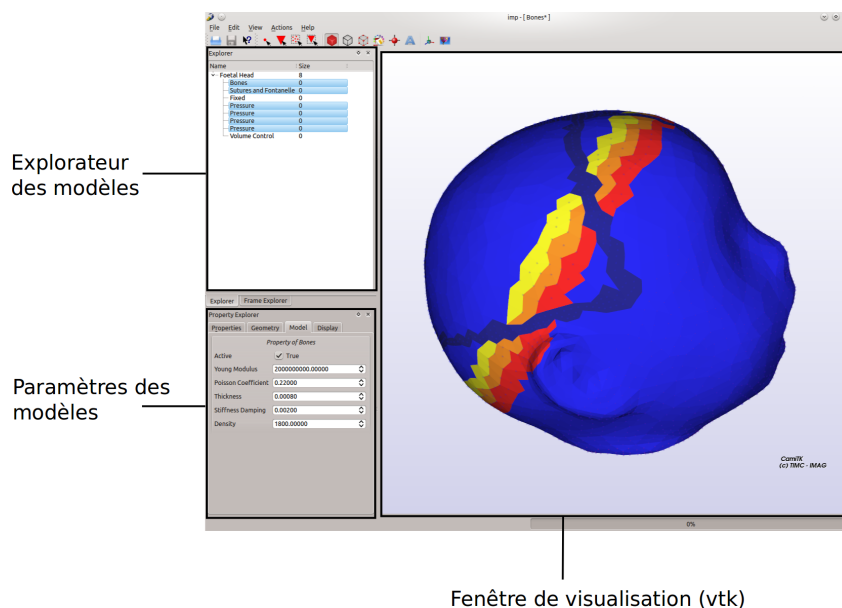 imp - [ Bones* ]
File Edit View Actions Help
Explorer
Name Size
Foetal Head 8
Bones 0
Sutures and Fontanelle 0
Fixed 0
Pressure 0
Pressure 0
Pressure 0
Pressure 0
Volume Control 0
Explorateur
des modèles
Explorer Frame Explorer
Property Explorer
Properties Geometry Model Display
Property of Bones
Active True
Young Modulus 2000000000.00000
Poisson Coefficient 0.22000
Thickness 0.00080
Stiffness Damping 0.00200
Density 1800.00000
Paramètres des
modèles
CamiTK
(c) TIMC - IMAG
0%
Fenêtre de visualisation (vtk)